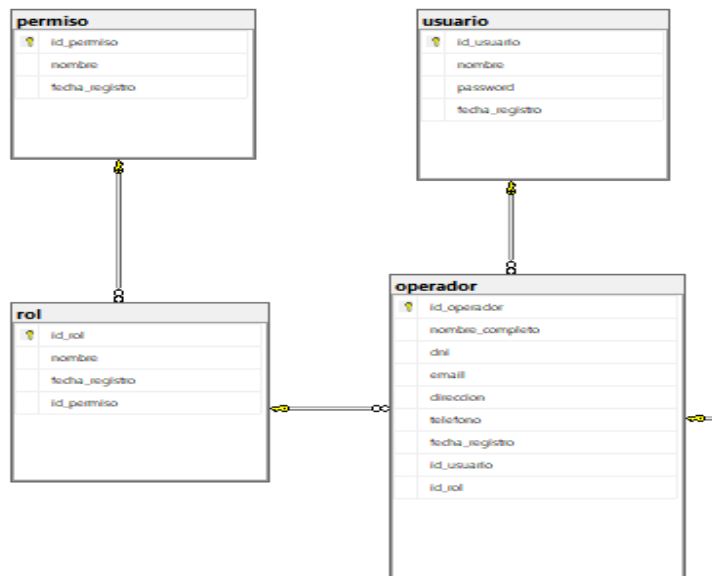 permiso
id_permiso
nombre
fecha_registro
usuario
id_usuario
nombre
password
fecha_registro
rol
id_rol
nombre
fecha_registro
id_permiso
operador
id_operador
nombre_completo
dni
email
direccion
telefono
fecha_registro
id_usuario
id_rol